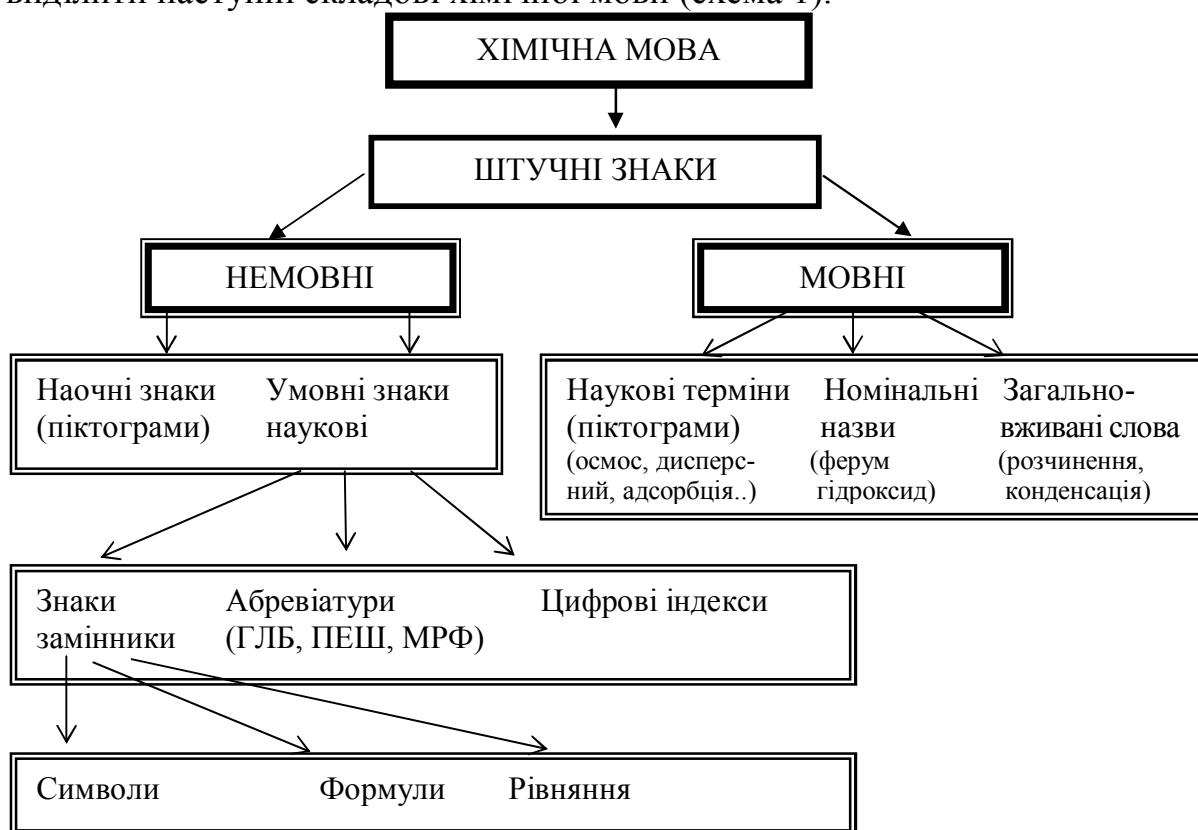 виділити наступні складові хімічної мови (схема 1).
ХІМІЧНА МОВА
ШТУЧНІ ЗНАКИ
НЕМОВНІ
МОВНІ
Наочні знаки Умовні знаки
(піктограми) наукові
Наукові терміни Номінальні Загально-
(піктограми) назви вживані слова
(осмос, дисперс- (ферум (розчинення,
ний, адсорбція..) гідроксид) конденсація)
Знаки Абревіатури Цифрові індекси
замінники (ГЛБ, ПЕШ, МРФ)
Символи Формули Рівняння